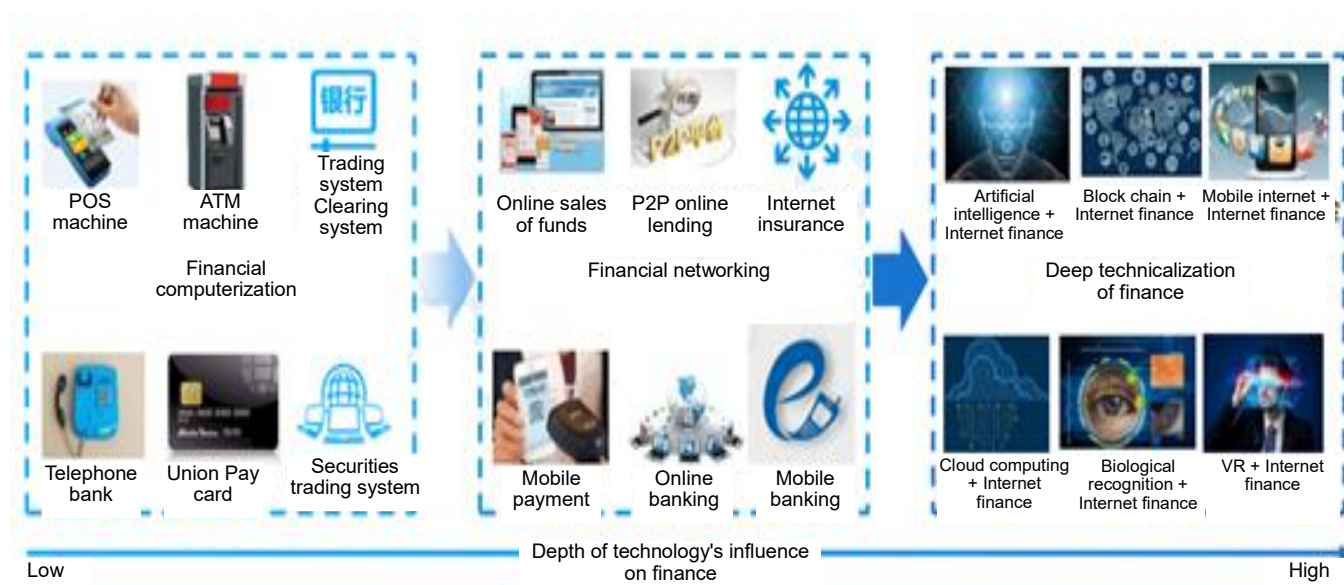 银行
POS
machine
ATM
machine
Trading
system
Clearing
system
Financial
computerization
Telephone
bank
Union Pay
card
Securities
trading system
Online sales
of funds
P2P online
lending
Internet
insurance
Financial networking
Mobile
payment
Online
banking
Mobile
banking
Artificial
intelligence +
Internet finance
Block chain +
Internet finance
Mobile internet +
Internet finance
Deep technicalization
of finance
Cloud computing
+ Internet
finance
Biological
recognition +
Internet finance
VR + Internet
finance
Low
Depth of technology's influence
on finance
High